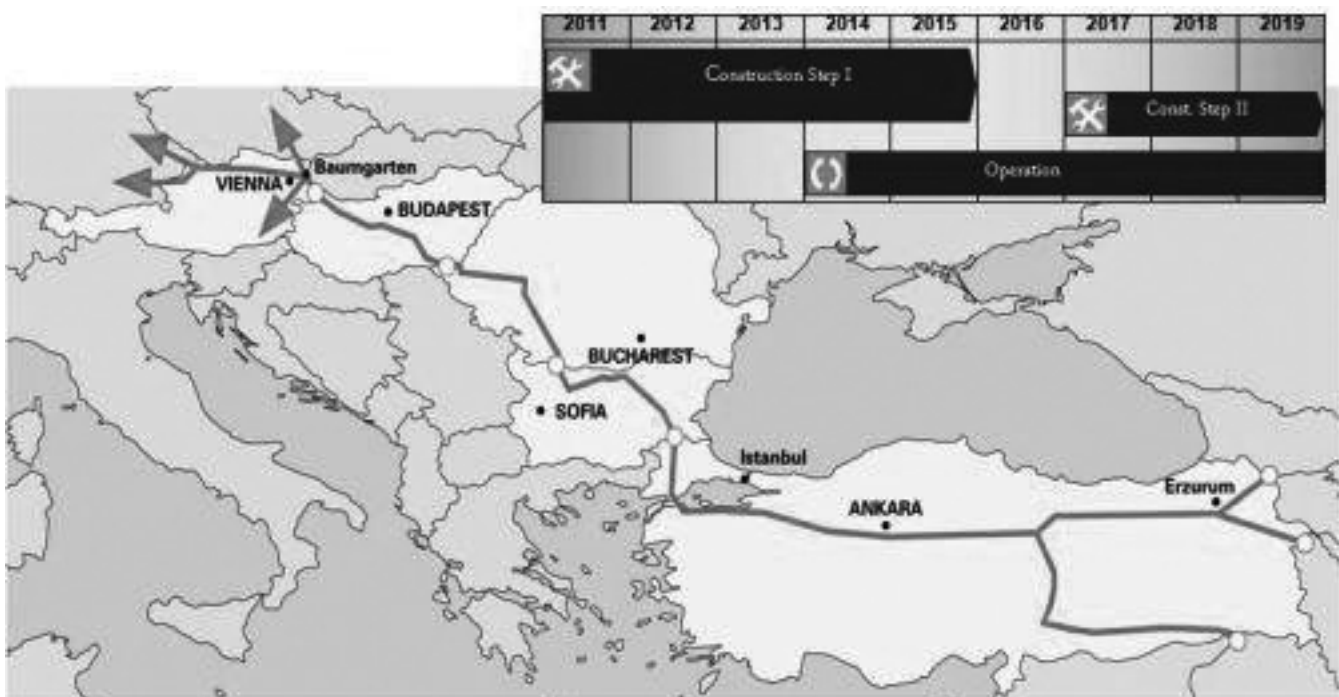 2011 2012 2013 2014 2015 2016 2017 2018 2019
Construction Step I
Const. Step II
Operation
Baumgarten
VIENNA
BUDAPEST
BUCHAREST
SOFIA
Istanbul
ANKARA
Erzurum